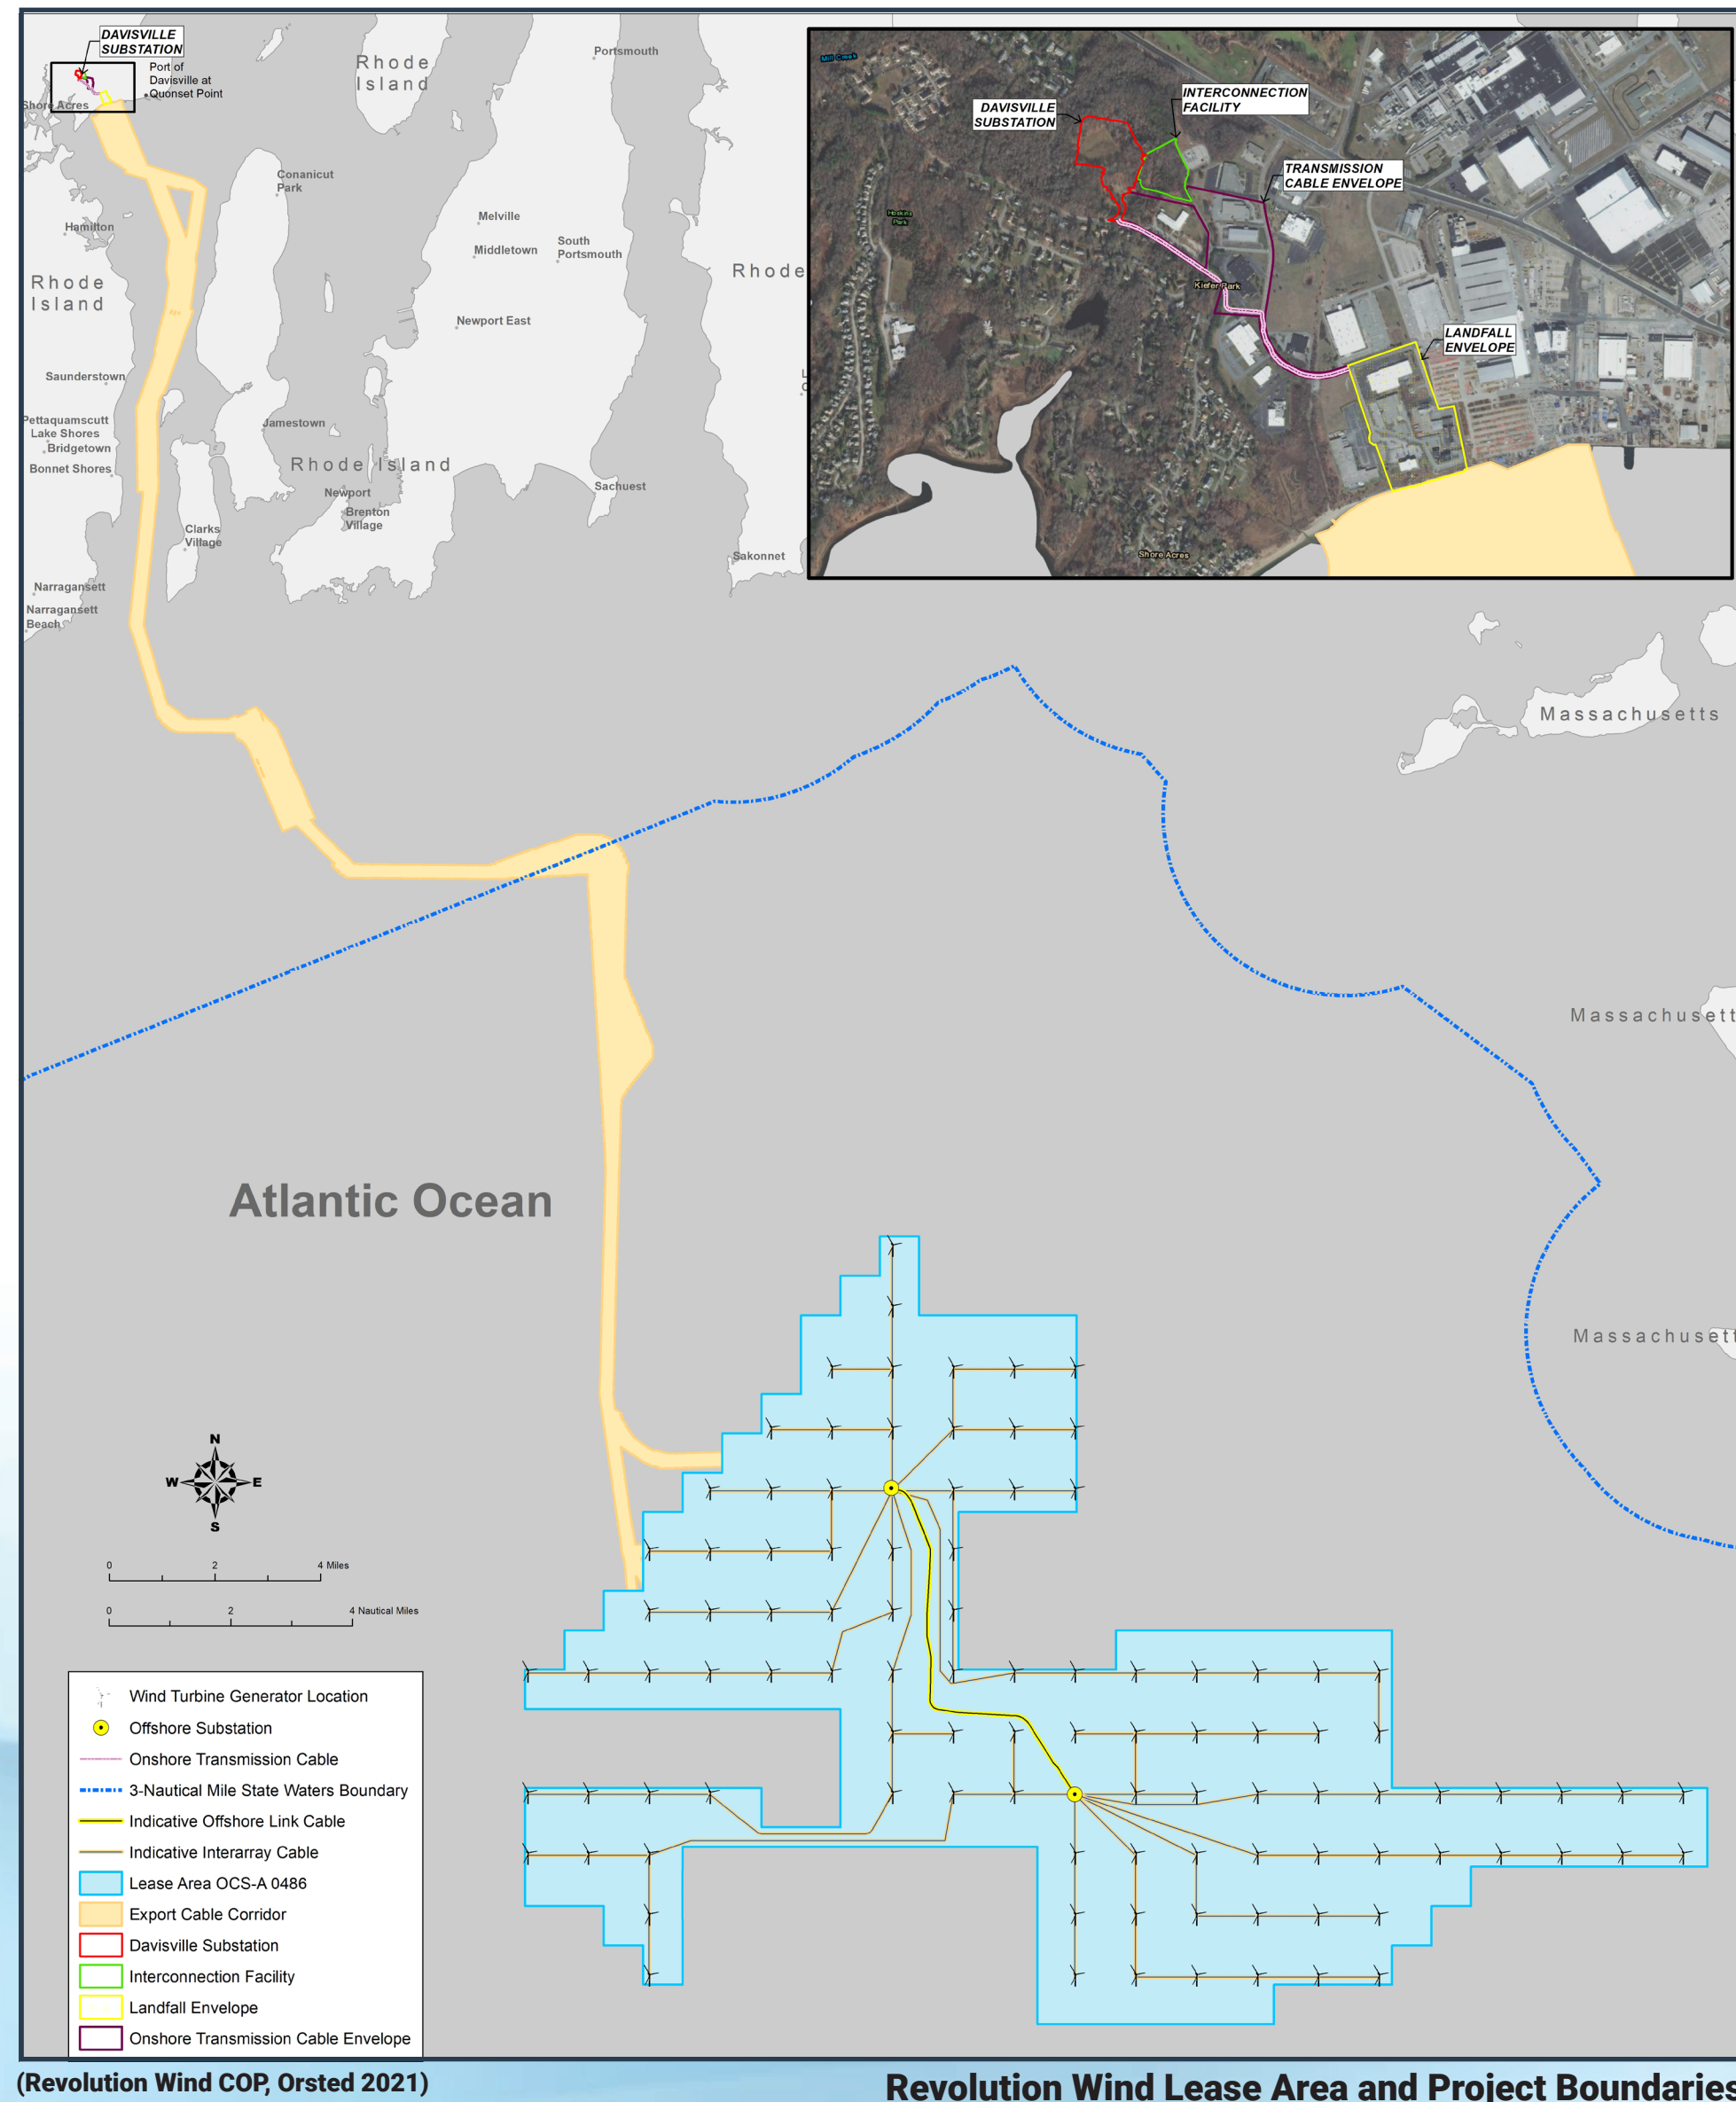 DAVISVILLE
SUBSTATION
Port of
Davisville at
Quonset Point
Shore Acres
Rhode
Island
Portsmouth
Conanicut
Park
Hamilton
Melville
Middletown
South
Portsmouth
Rhode
Island
Rhode
Newport East
Saunderstown
Pettaquamscutt
Lake Shores
Bridgetown
Bonnet Shores
Jamestown
Rhode Island
Newport
Brenton
Village
Sachuest
Clarks
Village
Sakonnet
Narragansett
Narragansett
Beach
Mill Creek
DAVISVILLE
SUBSTATION
INTERCONNECTION
FACILITY
TRANSMISSION
CABLE ENVELOPE
Hoskins
Park
Kiefer Park
LANDFALL
ENVELOPE
Shore Acres
Massachusetts
Massachusett
Massachusett
Atlantic Ocean
N
W E
S
0 2 4 Miles
0 2 4 Nautical Miles
Wind Turbine Generator Location
Offshore Substation
Onshore Transmission Cable
3-Nautical Mile State Waters Boundary
Indicative Offshore Link Cable
Indicative Interarray Cable
Lease Area OCS-A 0486
Export Cable Corridor
Davisville Substation
Interconnection Facility
Landfall Envelope
Onshore Transmission Cable Envelope
(Revolution Wind COP, Orsted 2021)
Revolution Wind Lease Area and Project Boundaries